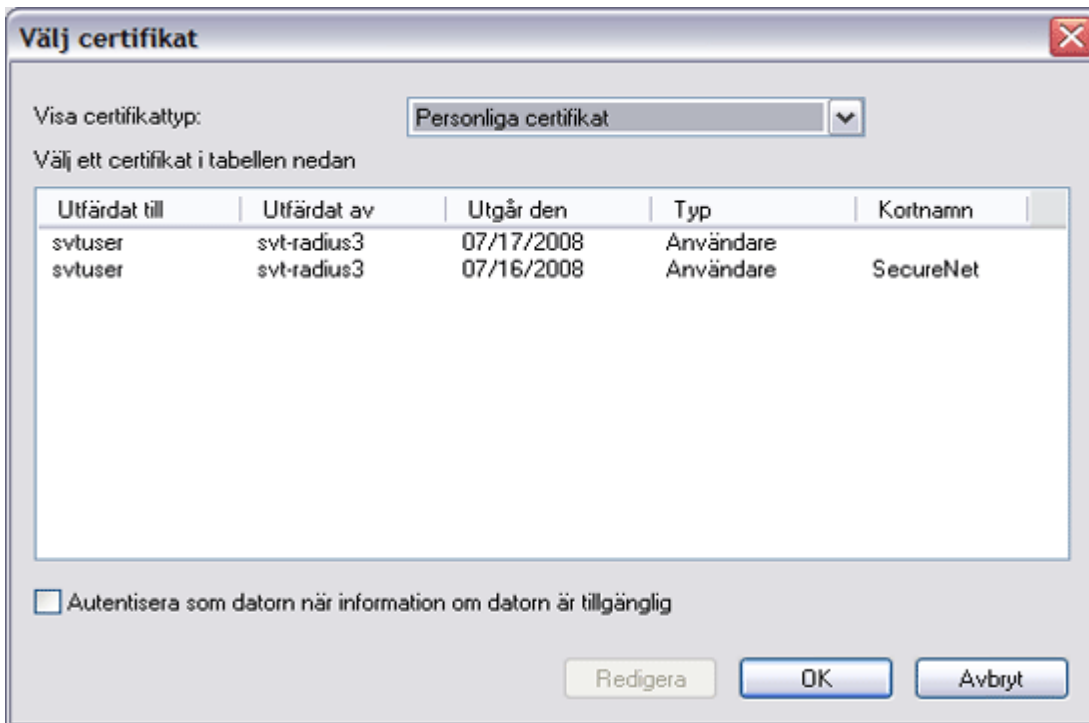 Välj certifikat
Visa certifikattyp: Personliga certifikat
Välj ett certifikat i tabellen nedan
Utfärdat till Utfärdat av Utgår den Typ Kortnamn
svtuser svt-radius3 07/17/2008 Användare
svtuser svt-radius3 07/16/2008 Användare SecureNet
Autentisera som datorn när information om datorn är tillgänglig
Redigera OK Avbryt